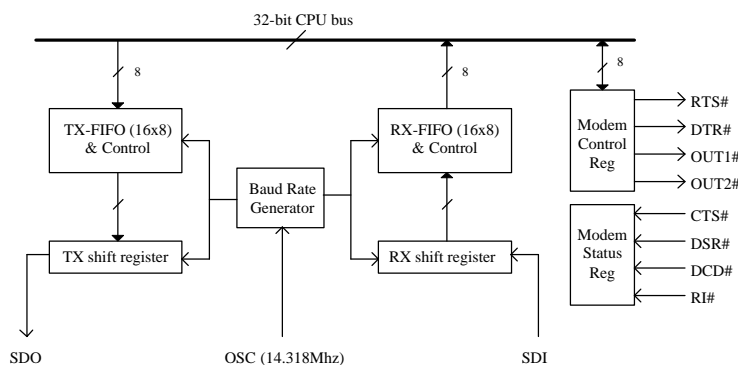 32-bit CPU bus
8
8
8
TX-FIFO (16x8)
& Control
RX-FIFO (16x8)
& Control
Modem
Control
Reg
RTS#
DTR#
OUT1#
OUT2#
Baud Rate
Generator
TX shift register
RX shift register
Modem
Status
Reg
CTS#
DSR#
DCD#
RI#
SDO
OSC (14.318Mhz)
SDI